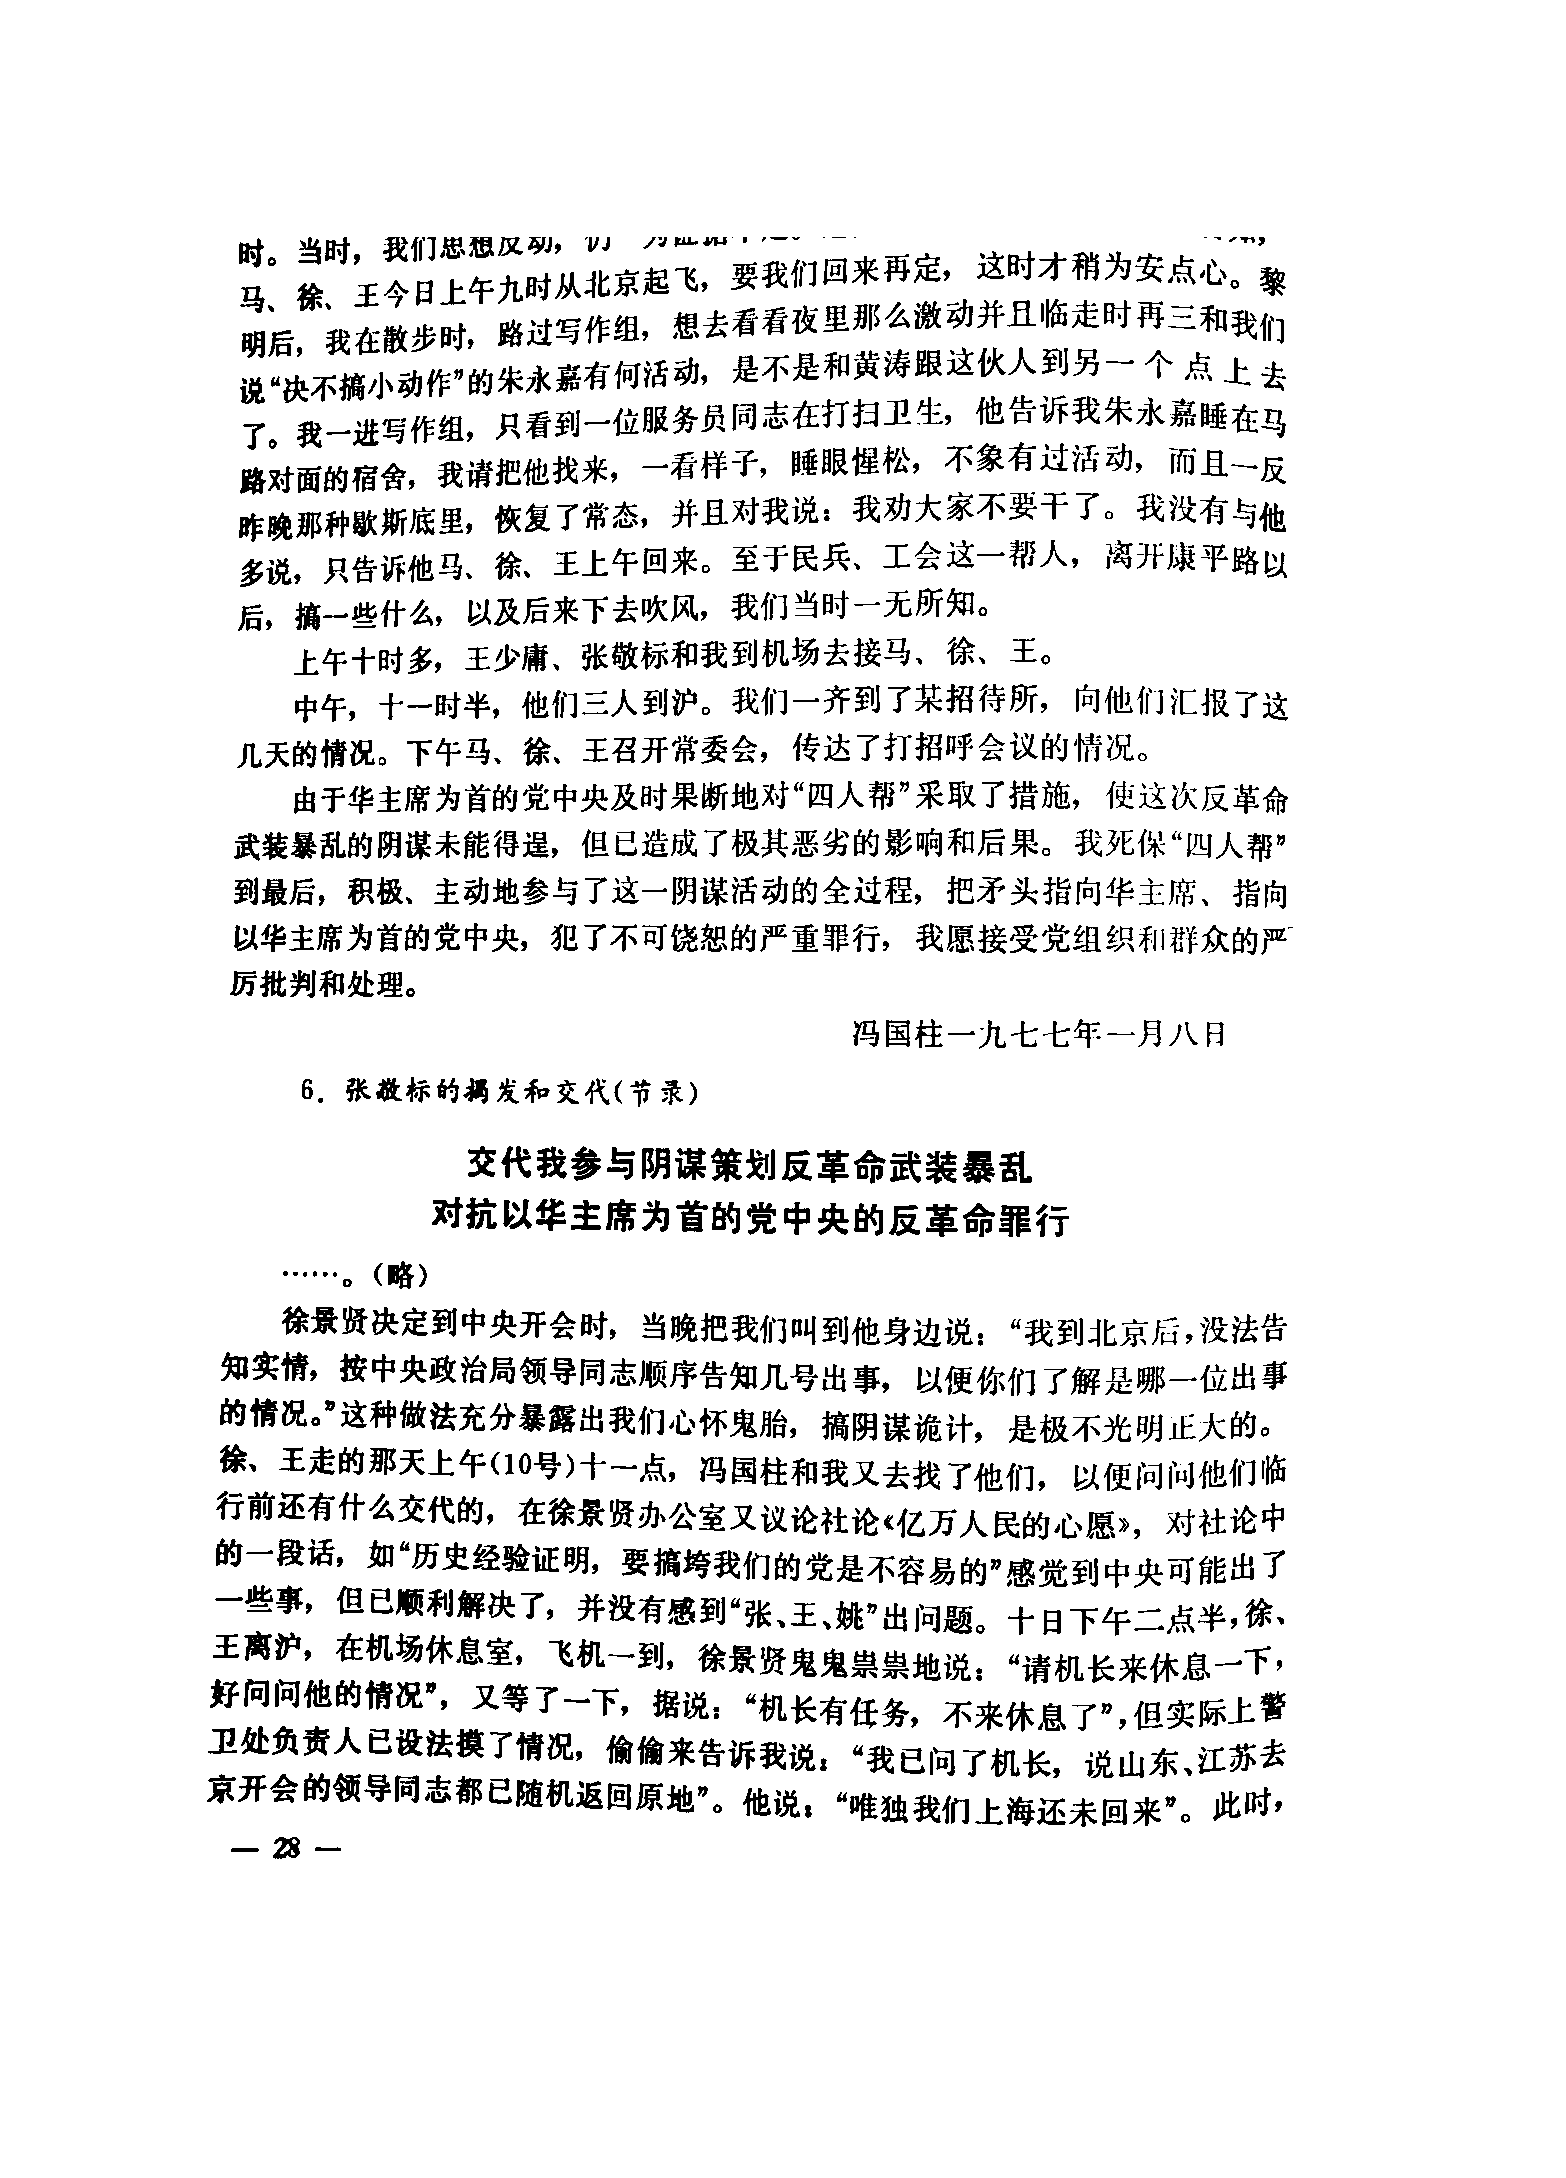 时。当时，我们思想反动，仍
马、徐、王今日上午九时从北京起飞，要我们回来再定，这时才稍为安点心。黎
明后，我在散步时，路过写作组，想去看看夜里那么激动并且临走时再三和我们
说“决不搞小动作”的朱永嘉有何活动，是不是和黄涛跟这伙人到另一个点上去
了。我一进写作组，只看到一位服务员同志在打扫卫生，他告诉我朱永嘉睡在马
路对面的宿舍，我请把他找来，一看样子，睡眼惺松，不象有过活动，而且一反
昨晚那种歇斯底里，恢复了常态，并且对我说：我劝大家不要干了。我没有与他
多说，只告诉他马、徐、王上午回来。至于民兵、工会这一帮人，离开康平路以
后，搞一些什么，以及后来下去吹风，我们当时一无所知。
上午十时多，王少庸、张敬标和我到机场去接马、徐、王。
中午，十一时半，他们三人到沪。我们一齐到了某招待所，向他们汇报了这
几天的情况。下午马、徐、王召开常委会，传达了打招呼会议的情况。
由于华主席为首的党中央及时果断地对“四人帮”采取了措施，使这次反革命
武装暴乱的阴谋未能得逞，但已造成了极其恶劣的影响和后果。我死保“四人帮”
到最后，积极、主动地参与了这一阴谋活动的全过程，把矛头指向华主席、指向
以华主席为首的党中央，犯了不可饶恕的严重罪行，我愿接受党组织和群众的严
厉批判和处理。
冯国柱一九七七年一月八日
6．张敬标的揭发和交代(节录)
交代我参与阴谋策划反革命武装暴乱
对抗以华主席为首的党中央的反革命罪行
……。（略）
徐景贤决定到中央开会时，当晚把我们叫到他身边说：“我到北京后，没法告
知实情，按中央政治局领导同志顺序告知几号出事，以便你们了解是哪一位出事
的情况。”这种做法充分暴露出我们心怀鬼胎，搞阴谋诡计，是极不光明正大的。
徐、王走的那天上午(10号)十一点，冯国柱和我又去找了他们，以便问问他们临
行前还有什么交代的，在徐景贤办公室又议论社论《亿万人民的心愿》，对社论中
的一段话，如“历史经验证明，要搞垮我们的党是不容易的”感觉到中央可能出了
一些事，但已顺利解决了，并没有感到“张、王、姚”出问题。十日下午二点半，徐、
王离沪，在机场休息室，飞机一到，徐景贤鬼鬼祟祟地说：“请机长来休息一下，
好问问他的情况”，又等了一下，据说：“机长有任务，不来休息了”，但实际上警
卫处负责人已设法摸了情况，偷偷来告诉我说：“我已问了机长，说山东、江苏去
京开会的领导同志都已随机返回原地”。他说：“唯独我们上海还未回来”。此时，
— 28 —